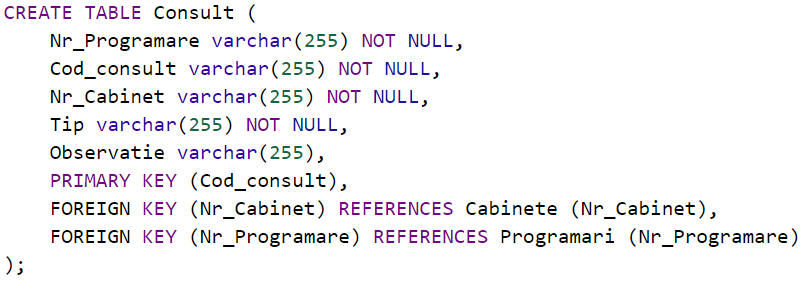 CREATE TABLE Consult (
    Nr_Programare varchar(255) NOT NULL,
    Cod_consult varchar(255) NOT NULL,
    Nr_Cabinet varchar(255) NOT NULL,
    Tip varchar(255) NOT NULL,
    Observatie varchar(255),
    PRIMARY KEY (Cod_consult),
    FOREIGN KEY (Nr_Cabinet) REFERENCES Cabinete (Nr_Cabinet),
    FOREIGN KEY (Nr_Programare) REFERENCES Programari (Nr_Programare)
);